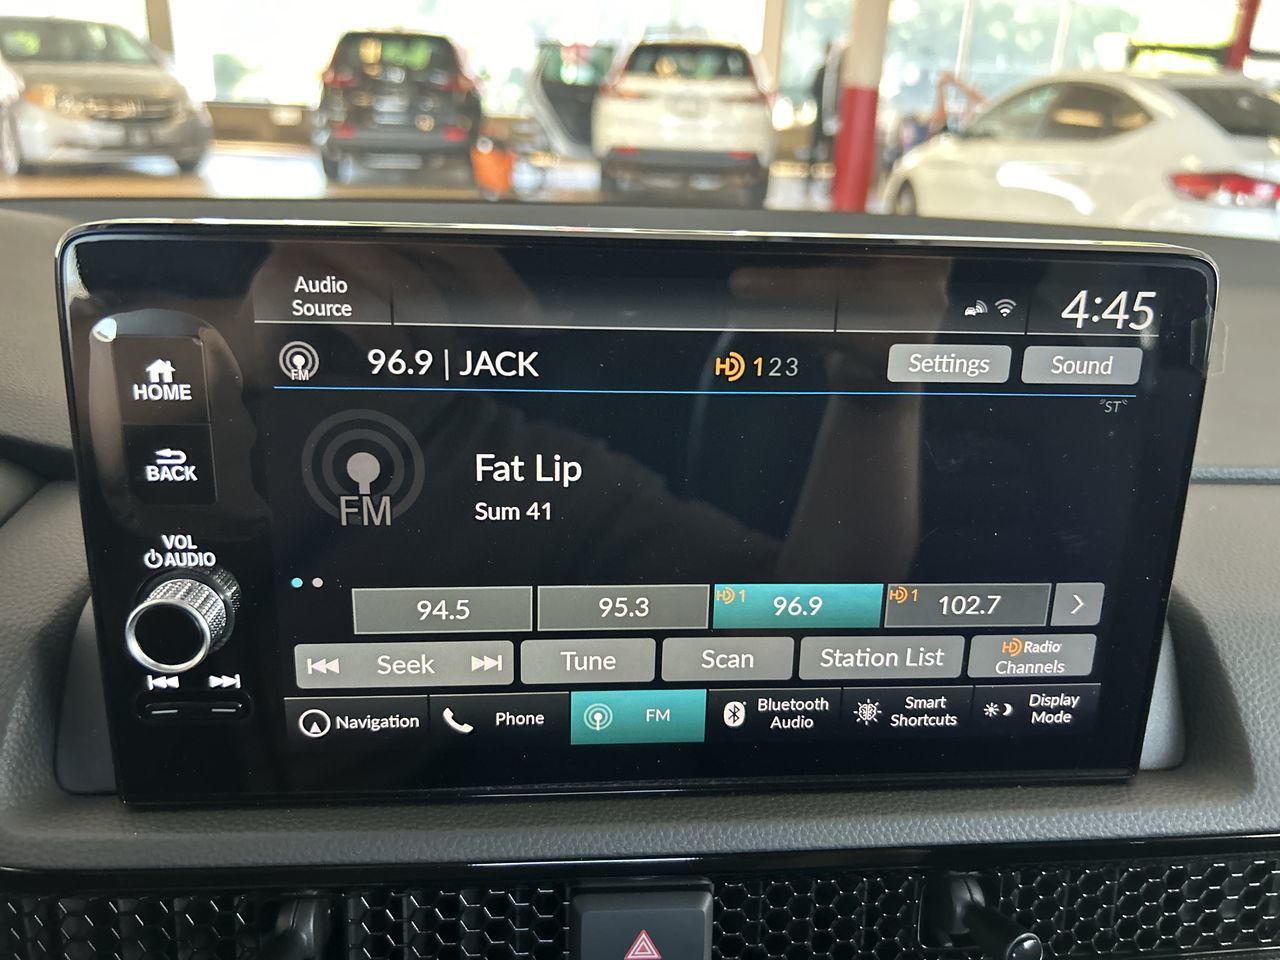 Audio
Source
4:45
HOME
FM
96.9 | JACK
HD 1 2 3
Settings
Sound
"ST"
BACK
FM
Fat Lip
Sum 41
VOL
AUDIO
94.5
95.3
HD 1 96.9
HD 1 102.7
Seek
Tune
Scan
Station List
HD Radio
Channels
Navigation
Phone
FM
Bluetooth
Audio
Smart
Shortcuts
Display
Mode